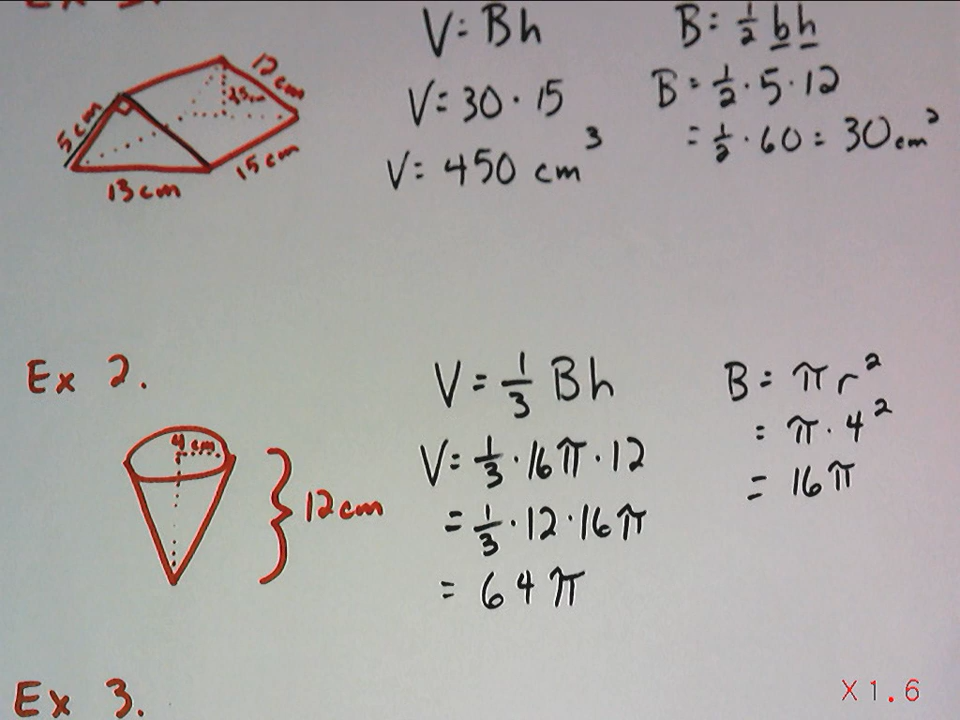 V = Bh
V = 30 · 15
V = 450 cm³
B = 1/2 bh
B = 1/2 · 5 · 12
= 1/2 · 60 = 30 cm²
5 cm
12 cm
15 cm
13 cm
Ex 2.
4 cm
12 cm
V = 1/3 Bh
V = 1/3 · 16π · 12
= 1/3 · 12 · 16π
= 64π
B = πr²
= π · 4²
= 16π
Ex 3.
X1.6